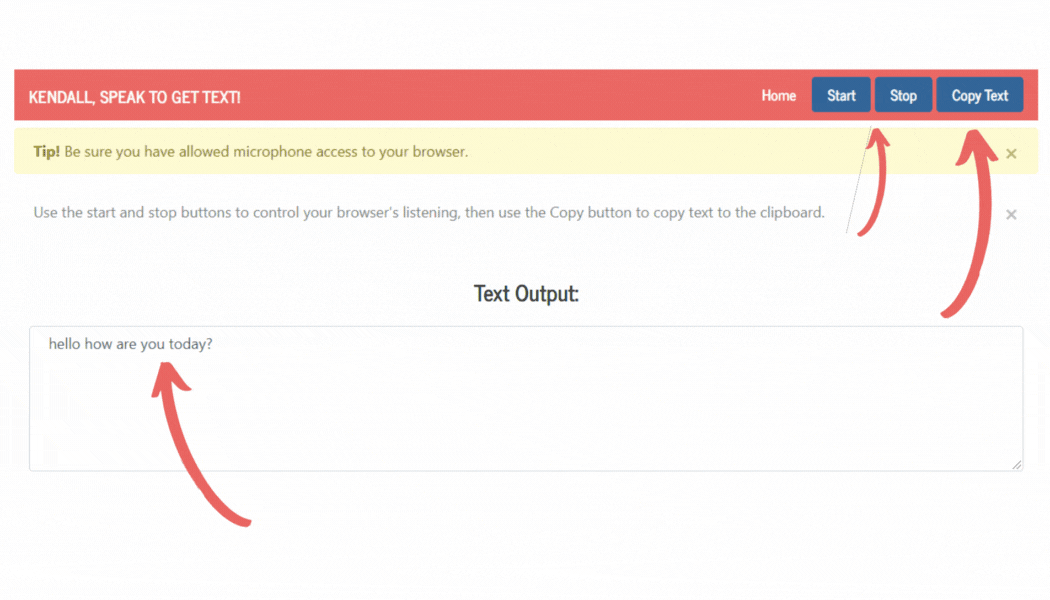 KENDALL, SPEAK TO GET TEXT!
Home
Start
Stop
Copy Text
Tip! Be sure you have allowed microphone access to your browser.
×
Use the start and stop buttons to control your browser's listening, then use the Copy button to copy text to the clipboard.
×
Text Output:
hello how are you today?